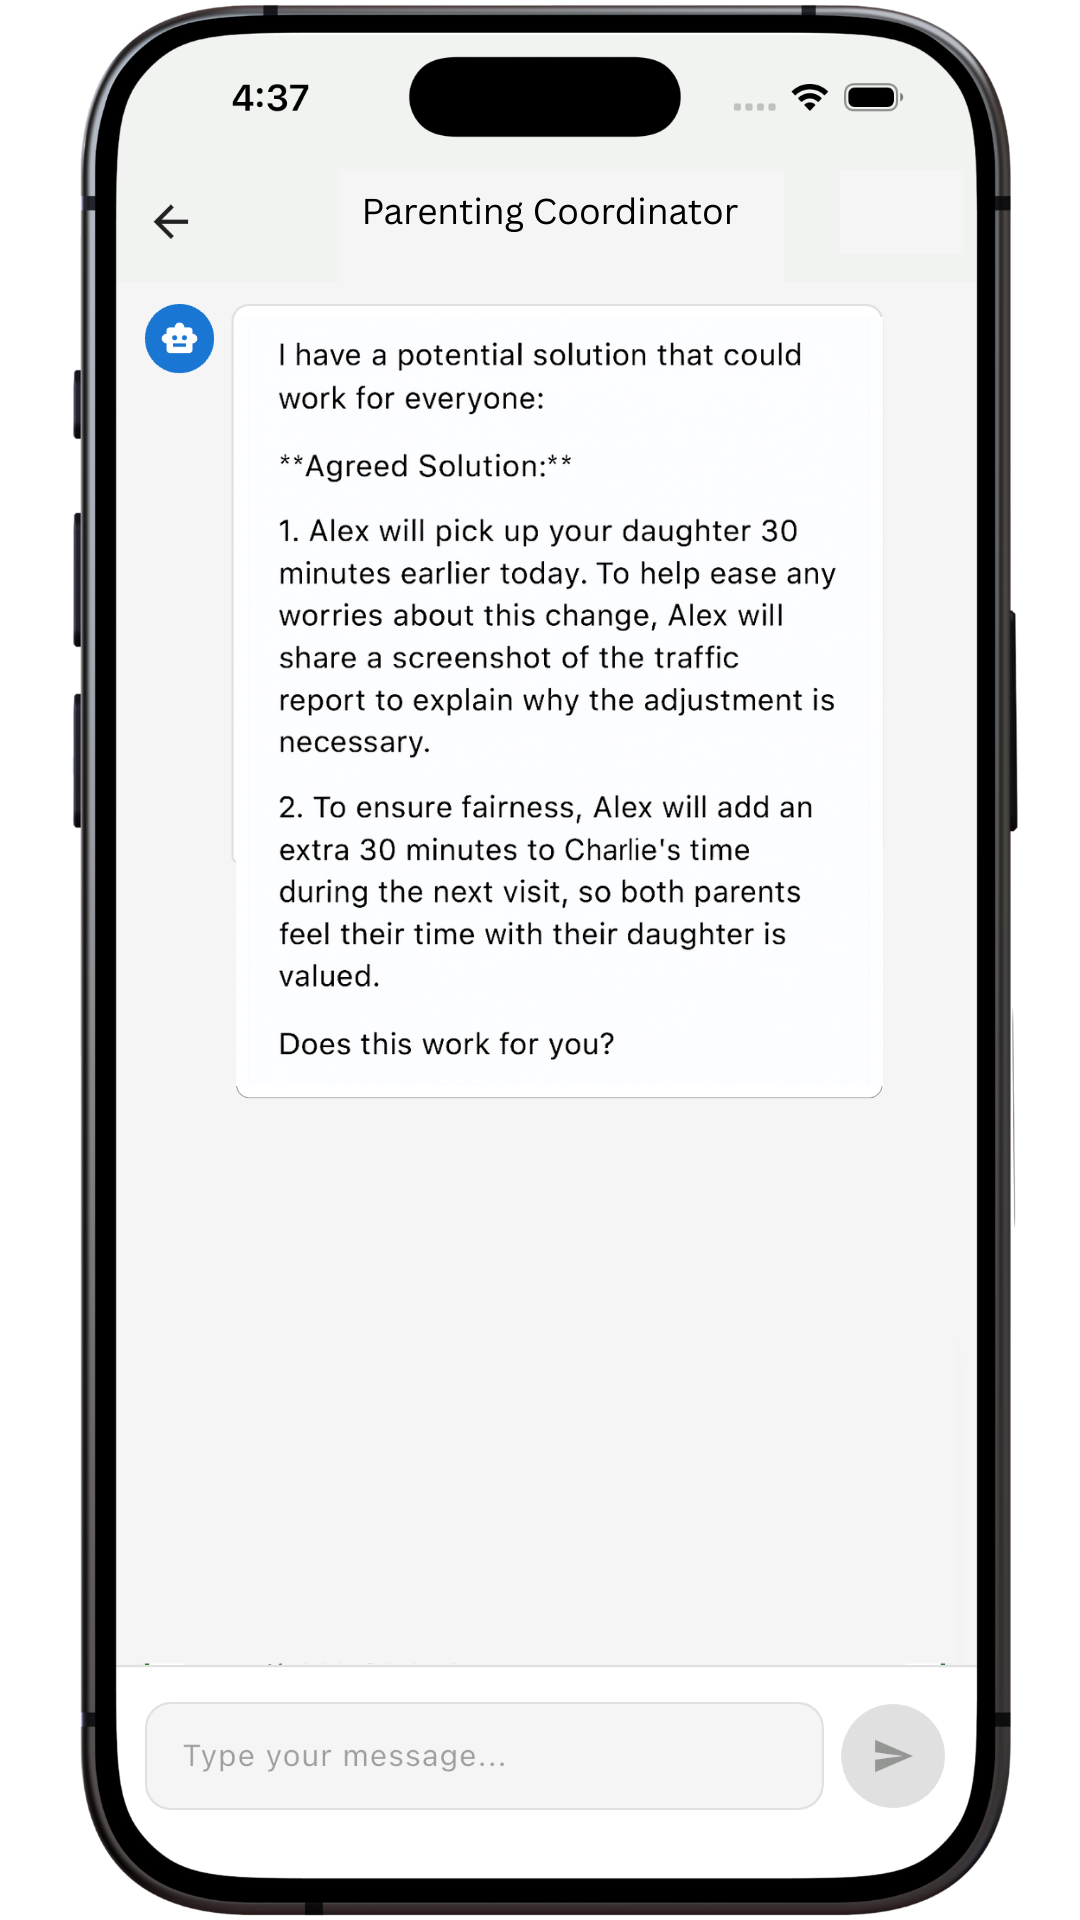 4:37
Parenting Coordinator
I have a potential solution that could
work for everyone:
**Agreed Solution:**
1. Alex will pick up your daughter 30
minutes earlier today. To help ease any
worries about this change, Alex will
share a screenshot of the traffic
report to explain why the adjustment is
necessary.
2. To ensure fairness, Alex will add an
extra 30 minutes to Charlie's time
during the next visit, so both parents
feel their time with their daughter is
valued.
Does this work for you?
Type your message...